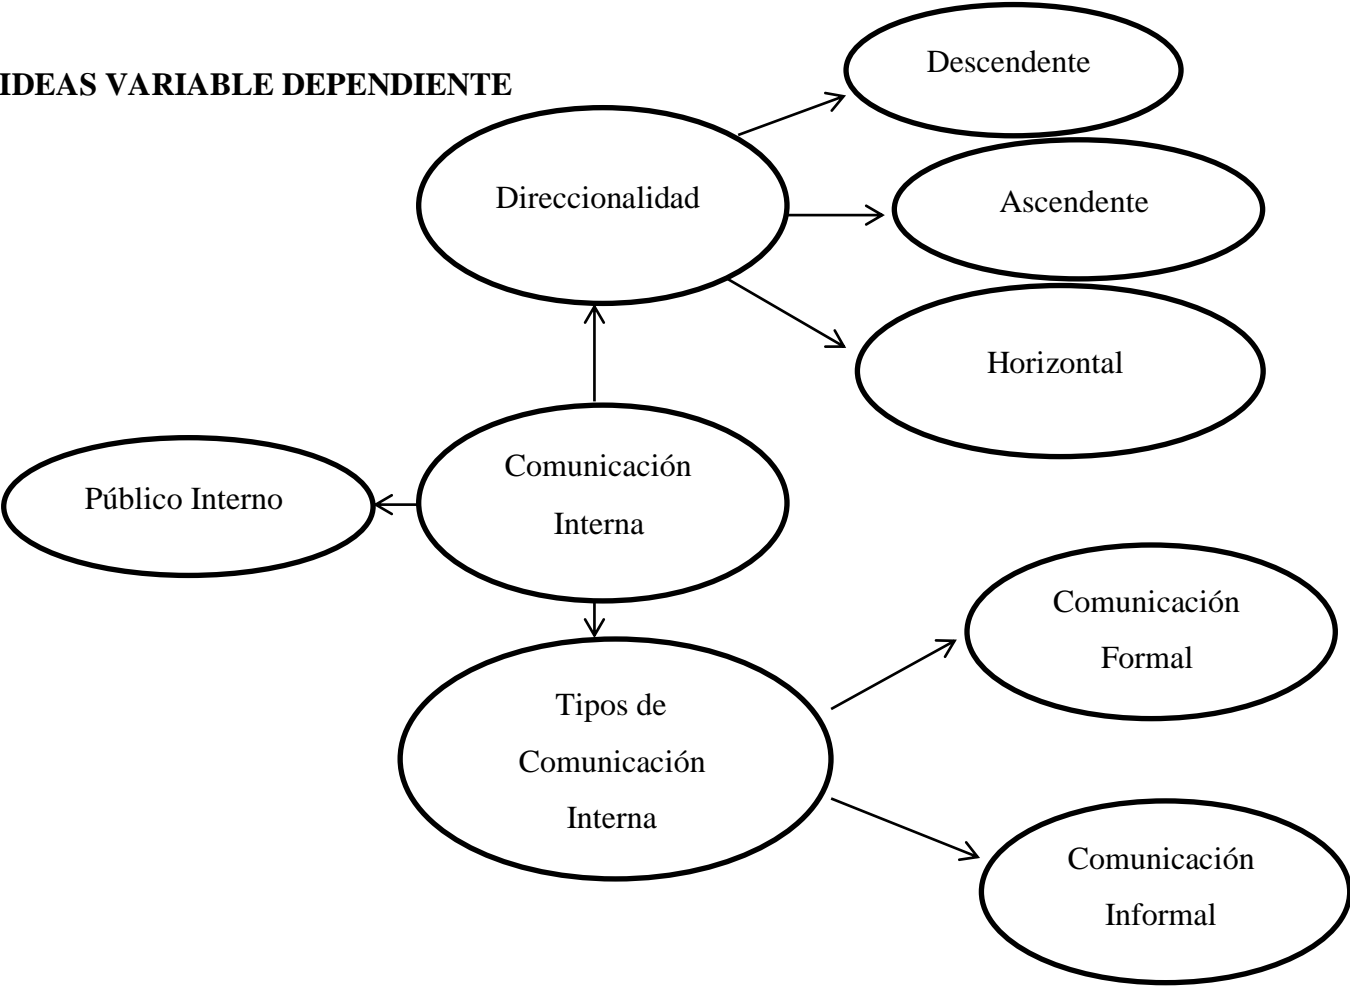 IDEAS VARIABLE DEPENDIENTE
Descendente
Direccionalidad
Ascendente
Horizontal
Comunicación
Interna
Público Interno
Tipos de
Comunicación
Interna
Comunicación
Formal
Comunicación
Informal